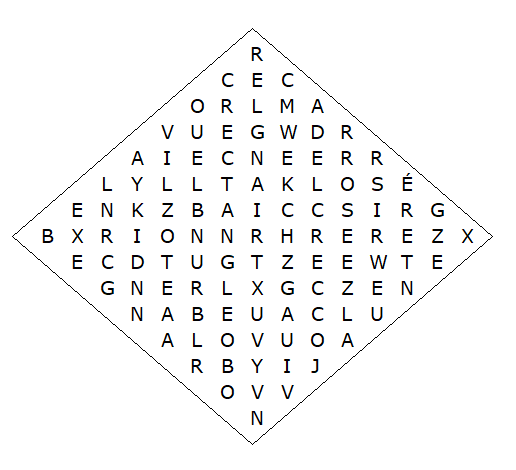 R
C E C
O R L M A
V U E G W D R
A I E C N E E R R
L Y L L T A K L O S É
E N K Z B A I C C S I R G
B X R I O N N R H R E R E Z X
E C D T U G T Z E E W T E
G N E R L X G C Z E N
N A B E U A C L U
A L O V U O A
R B Y I J
O V V
N